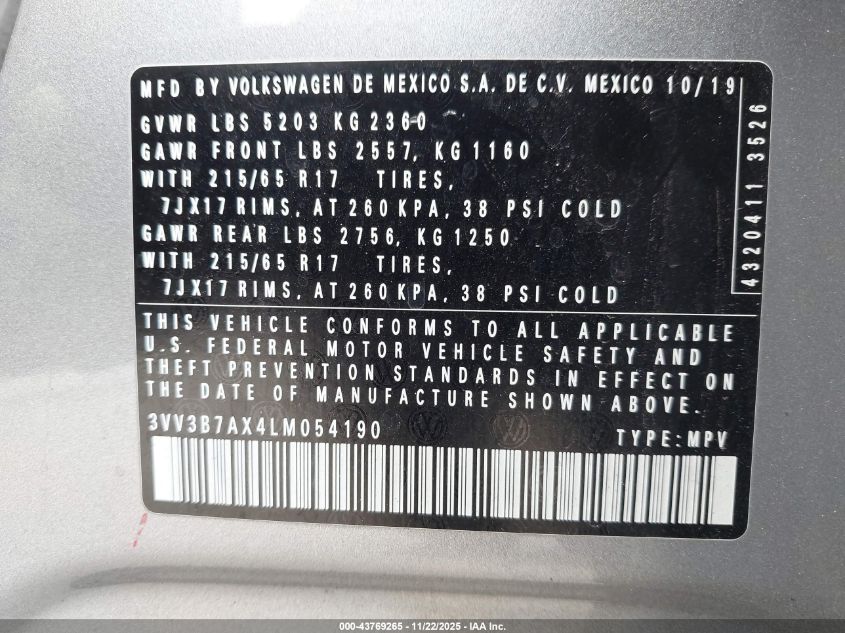 MFD BY VOLKSWAGEN DE MEXICO S.A. DE C.V. MEXICO 10/19
GVWR LBS 5203 KG 2360
GAWR FRONT LBS 2557, KG 1160
WITH 215/65 R17 TIRES,
7JX17 RIMS, AT 260 KPA, 38 PSI COLD
GAWR REAR LBS 2756, KG 1250
WITH 215/65 R17 TIRES,
7JX17 RIMS, AT 260 KPA, 38 PSI COLD
4320411 3526
THIS VEHICLE CONFORMS TO ALL APPLICABLE
U.S. FEDERAL MOTOR VEHICLE SAFETY AND
THEFT PREVENTION STANDARDS IN EFFECT ON
THE DATE OF MANUFACTURE SHOWN ABOVE.
3VV3B7AX4LM054190 TYPE: MPV
000-43769265 - 11/22/2025 - IAA Inc.